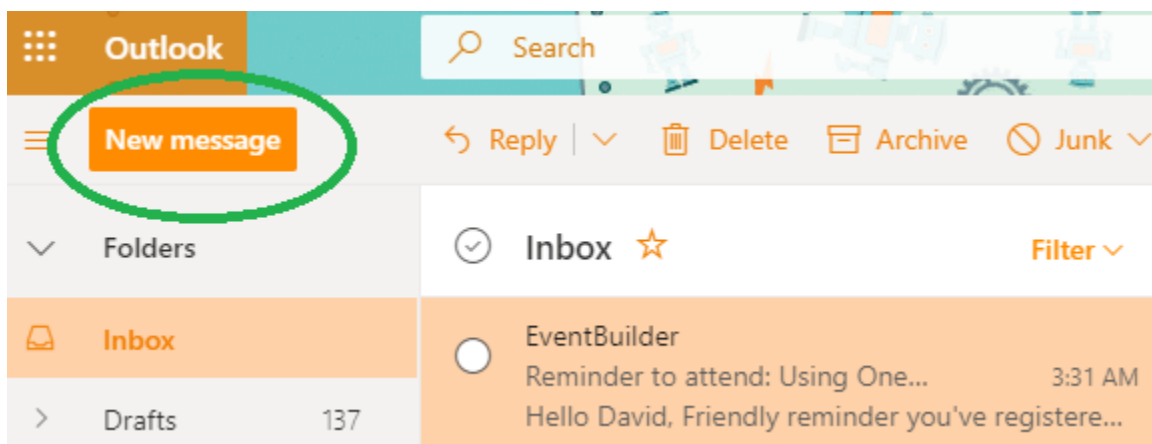 Outlook
Search
New message
Reply
Delete
Archive
Junk
Folders
Inbox
Filter
Inbox
EventBuilder
Reminder to attend: Using One... 3:31 AM
Hello David, Friendly reminder you've registere...
Drafts 137